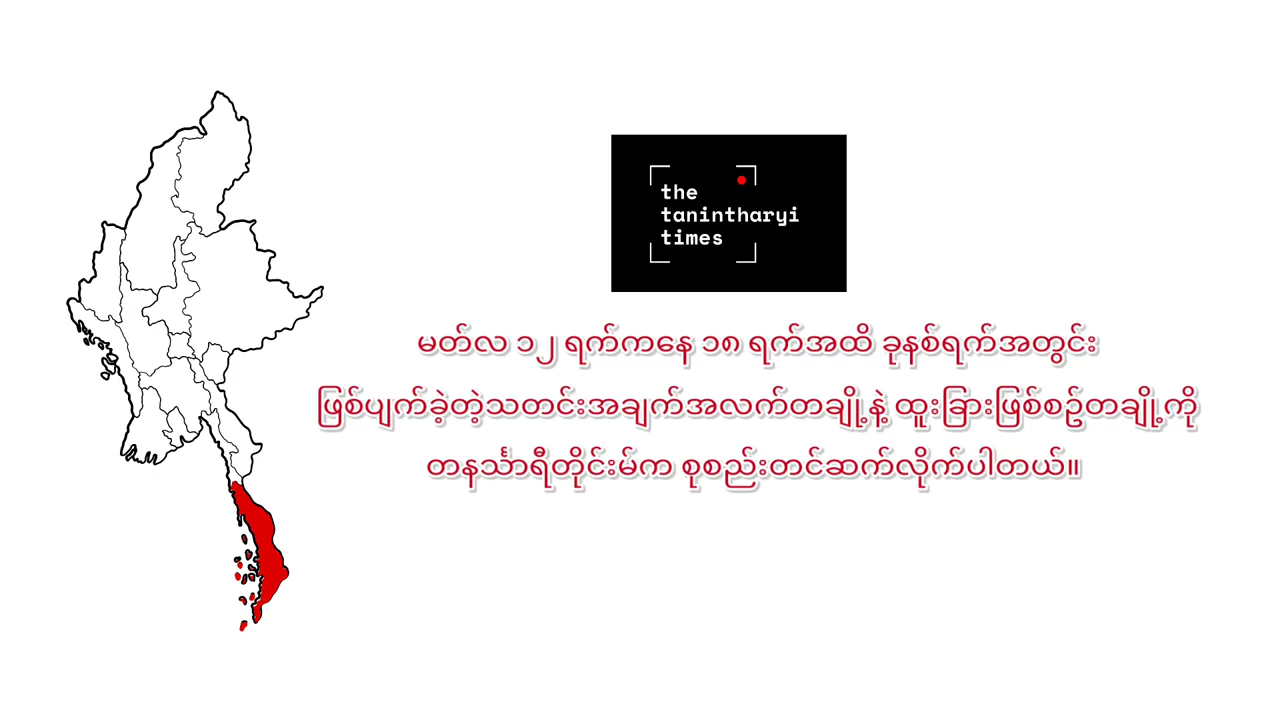 the
tanintharyi
times
မတ်လ ၁၂ ရက်ကနေ ၁၈ ရက်အထိ ခုနစ်ရက်အတွင်း
ဖြစ်ပျက်ခဲ့တဲ့သတင်းအချက်အလက်တချို့နဲ့ ထူးခြားဖြစ်စဥ်တချို့ကို
တနင်္သာရီတိုင်းမ်က စုစည်းတင်ဆက်လိုက်ပါတယ်။